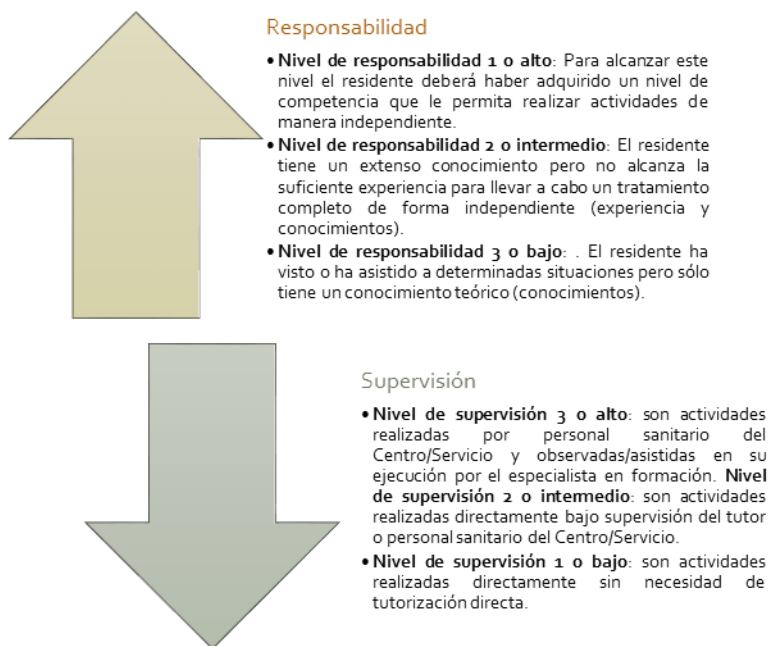 Responsabilidad
• Nivel de responsabilidad 1 o alto: Para alcanzar este
nivel el residente deberá haber adquirido un nivel de
competencia que le permita realizar actividades de
manera independiente.
• Nivel de responsabilidad 2 o intermedio: El residente
tiene un extenso conocimiento pero no alcanza la
suficiente experiencia para llevar a cabo un tratamiento
completo de forma independiente (experiencia y
conocimientos).
• Nivel de responsabilidad 3 o bajo: . El residente ha
visto o ha asistido a determinadas situaciones pero sólo
tiene un conocimiento teórico (conocimientos).
Supervisión
• Nivel de supervisión 3 o alto: son actividades
realizadas por personal sanitario del
Centro/Servicio y observadas/asistidas en su
ejecución por el especialista en formación. Nivel
de supervisión 2 o intermedio: son actividades
realizadas directamente bajo supervisión del tutor
o personal sanitario del Centro/Servicio.
• Nivel de supervisión 1 o bajo: son actividades
realizadas directamente sin necesidad de
tutorización directa.